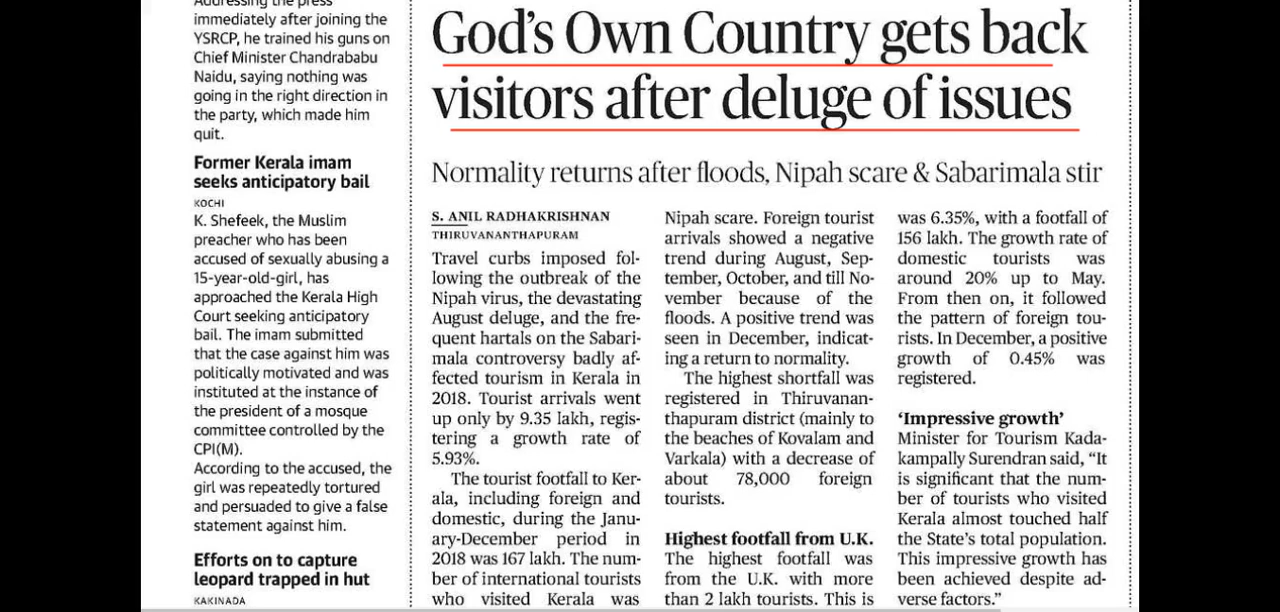 Addressing the press
immediately after joining the
YSRCP, he trained his guns on
Chief Minister Chandrababu
Naidu, saying nothing was
going in the right direction in
the party, which made him
quit.
Former Kerala imam
seeks anticipatory bail
KOCHI
K. Shefeek, the Muslim
preacher who has been
accused of sexually abusing a
15-year-old-girl, has
approached the Kerala High
Court seeking anticipatory
bail. The imam submitted
that the case against him was
politically motivated and was
instituted at the instance of
the president of a mosque
committee controlled by the
CPI(M).
According to the accused, the
girl was repeatedly tortured
and persuaded to give a false
statement against him.
Efforts on to capture
leopard trapped in hut
KAKINADA
God's Own Country gets back
visitors after deluge of issues
Normality returns after floods, Nipah scare & Sabarimala stir
S. ANIL RADHAKRISHNAN
THIRUVANANTHAPURAM
Travel curbs imposed fol-
lowing the outbreak of the
Nipah virus, the devastating
August deluge, and the fre-
quent hartals on the Sabari-
mala controversy badly af-
fected tourism in Kerala in
2018. Tourist arrivals went
up only by 9.35 lakh, regis-
tering a growth rate of
5.93%.
The tourist footfall to Ker-
ala, including foreign and
domestic, during the Janu-
ary-December period in
2018 was 167 lakh. The num-
ber of international tourists
who visited Kerala was
Nipah scare. Foreign tourist
arrivals showed a negative
trend during August, Sep-
tember, October, and till No-
vember because of the
floods. A positive trend was
seen in December, indicat-
ing a return to normality.
The highest shortfall was
registered in Thiruvanan-
thapuram district (mainly to
the beaches of Kovalam and
Varkala) with a decrease of
about 78,000 foreign
tourists.
Highest footfall from U.K.
The highest footfall was
from the U.K. with more
than 2 lakh tourists. This is
was 6.35%, with a footfall of
156 lakh. The growth rate of
domestic tourists was
around 20% up to May.
From then on, it followed
the pattern of foreign tou-
rists. In December, a positive
growth of 0.45% was
registered.
'Impressive growth'
Minister for Tourism Kada-
kampally Surendran said, "It
is significant that the num-
ber of tourists who visited
Kerala almost touched half
the State's total population.
This impressive growth has
been achieved despite ad-
verse factors."